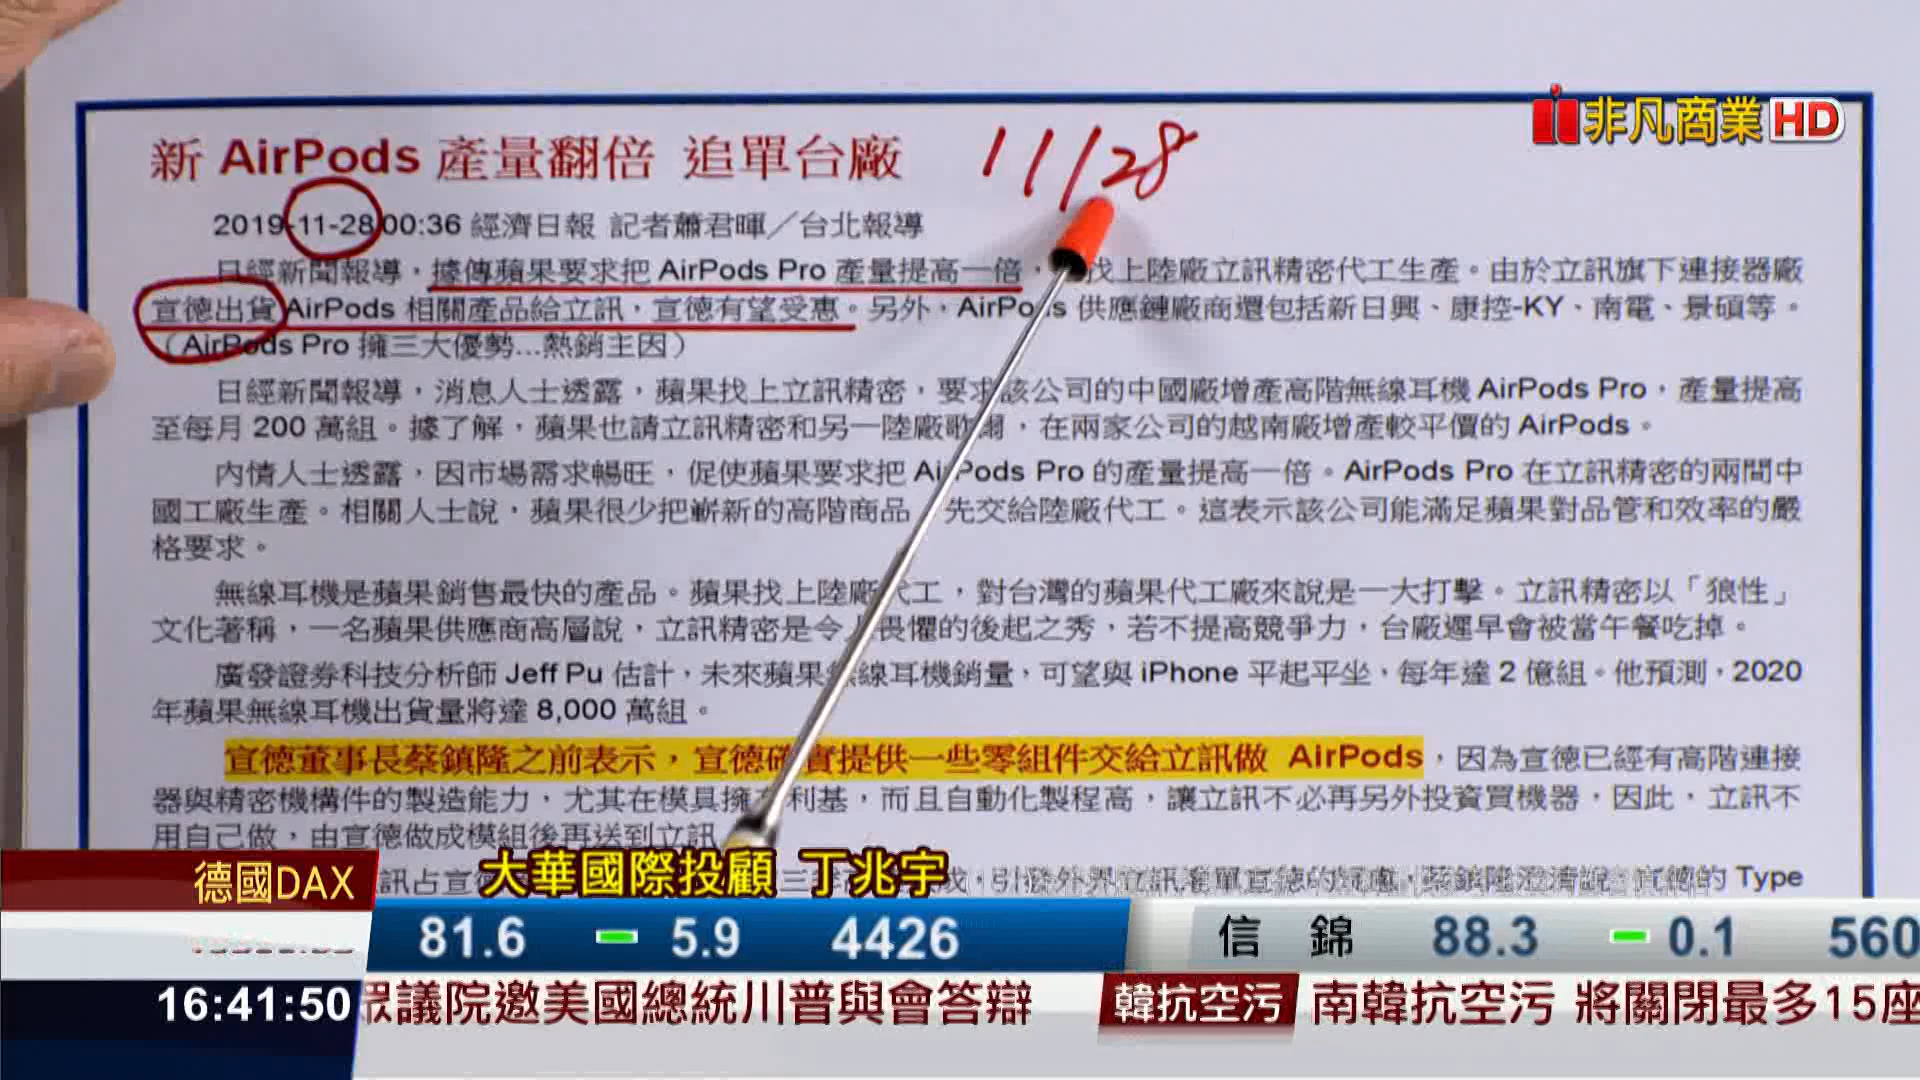 非凡商業HD
新 AirPods 產量翻倍 追單台廠
11/28
2019-11-28 00:36 經濟日報 記者蕭君暉／台北報導
日經新聞報導，據傳蘋果要求把 AirPods Pro 產量提高一倍，找上陸廠立訊精密代工生產。由於立訊旗下連接器廠
宣德出貨 AirPods 相關產品給立訊，宣德有望受惠。另外，AirPods 供應鏈廠商還包括新日興、康控-KY、南電、景碩等。
（AirPods Pro 擁三大優勢...熱銷主因）
日經新聞報導，消息人士透露，蘋果找上立訊精密，要求該公司的中國廠增產高階無線耳機 AirPods Pro，產量提高
至每月 200 萬組。據了解，蘋果也請立訊精密和另一陸廠歌爾，在兩家公司的越南廠增產較平價的 AirPods。
內情人士透露，因市場需求暢旺，促使蘋果要求把 AirPods Pro 的產量提高一倍。AirPods Pro 在立訊精密的兩間中
國工廠生產。相關人士說，蘋果很少把嶄新的高階商品 先交給陸廠代工。這表示該公司能滿足蘋果對品管和效率的嚴
格要求。
無線耳機是蘋果銷售最快的產品。蘋果找上陸廠代工，對台灣的蘋果代工廠來說是一大打擊。立訊精密以「狼性」
文化著稱，一名蘋果供應商高層說，立訊精密是令人畏懼的後起之秀，若不提高競爭力，台廠遲早會被當午餐吃掉。
廣發證券科技分析師 Jeff Pu 估計，未來蘋果無線耳機銷量，可望與 iPhone 平起平坐，每年達 2 億組。他預測，2020
年蘋果無線耳機出貨量將達 8,000 萬組。
宣德董事長蔡鎮隆之前表示，宣德確實提供一些零組件交給立訊做 AirPods，因為宣德已經有高階連接
器與精密機構件的製造能力，尤其在模具擁有利基，而且自動化製程高，讓立訊不必再另外投資買機器，因此，立訊不
用自己做，由宣德做成模組後再送到立訊
訊占宣德 Type
大華國際投顧 丁兆宇
德國DAX
81.6 5.9 4426 信錦 88.3 0.1 560
16:41:50 眾議院邀美國總統川普與會答辯 韓抗空污 南韓抗空污 將關閉最多15座